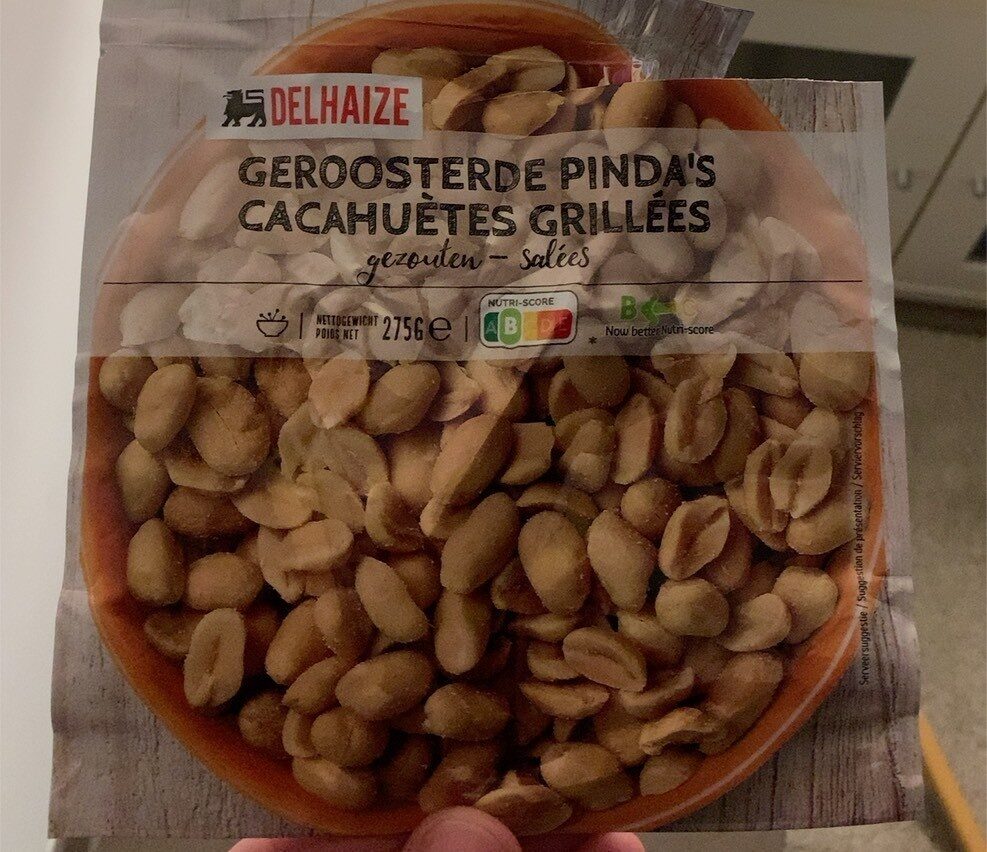 DELHAIZE
GEROOSTERDE PINDA'S
CACAHUÈTES GRILLÉES
gezouten - salées
NETTOGEWICHT
POIDS NET
275G e
NUTRI-SCORE
A B C D E
B C
* Now better Nutri-score
Serveersuggestie / Suggestion de présentation / Serviervorschlag